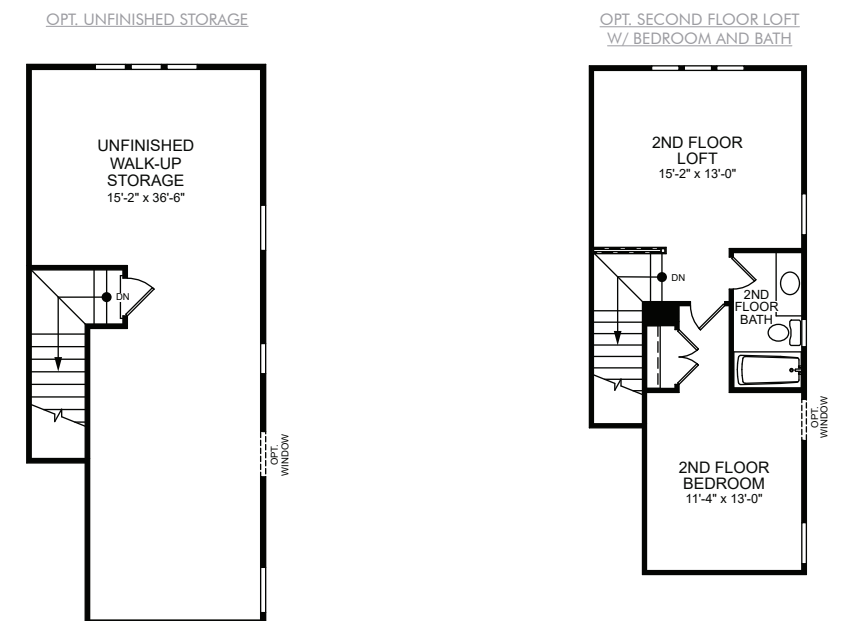 OPT. UNFINISHED STORAGE
UNFINISHED
WALK-UP
STORAGE
15'-2" x 36'-6"
DN
OPT.
WINDOW
OPT. SECOND FLOOR LOFT
W/ BEDROOM AND BATH
2ND FLOOR
LOFT
15'-2" x 13'-0"
DN
2ND
FLOOR
BATH
OPT.
WINDOW
2ND FLOOR
BEDROOM
11'-4" x 13'-0"